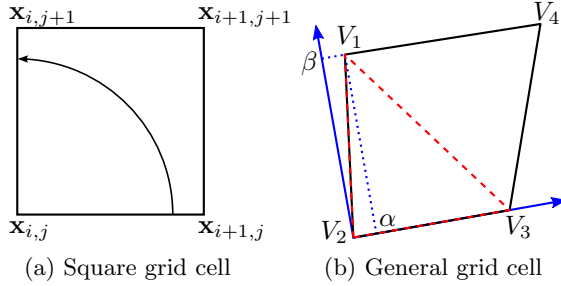 x_{i,j+1} x_{i+1,j+1}
x_{i,j} x_{i+1,j}
(a) Square grid cell
V_1 V_4
β
α
V_2 V_3
(b) General grid cell